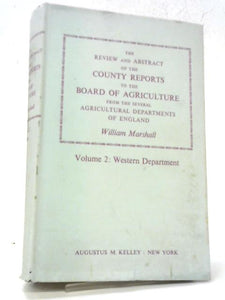 THE
REVIEW AND ABSTRACT
OF THE
COUNTY REPORTS
TO THE
BOARD OF AGRICULTURE
FROM THE SEVERAL
AGRICULTURAL DEPARTMENTS
OF ENGLAND
William Marshall
Volume 2: Western Department
AUGUSTUS M. KELLEY · NEW YORK